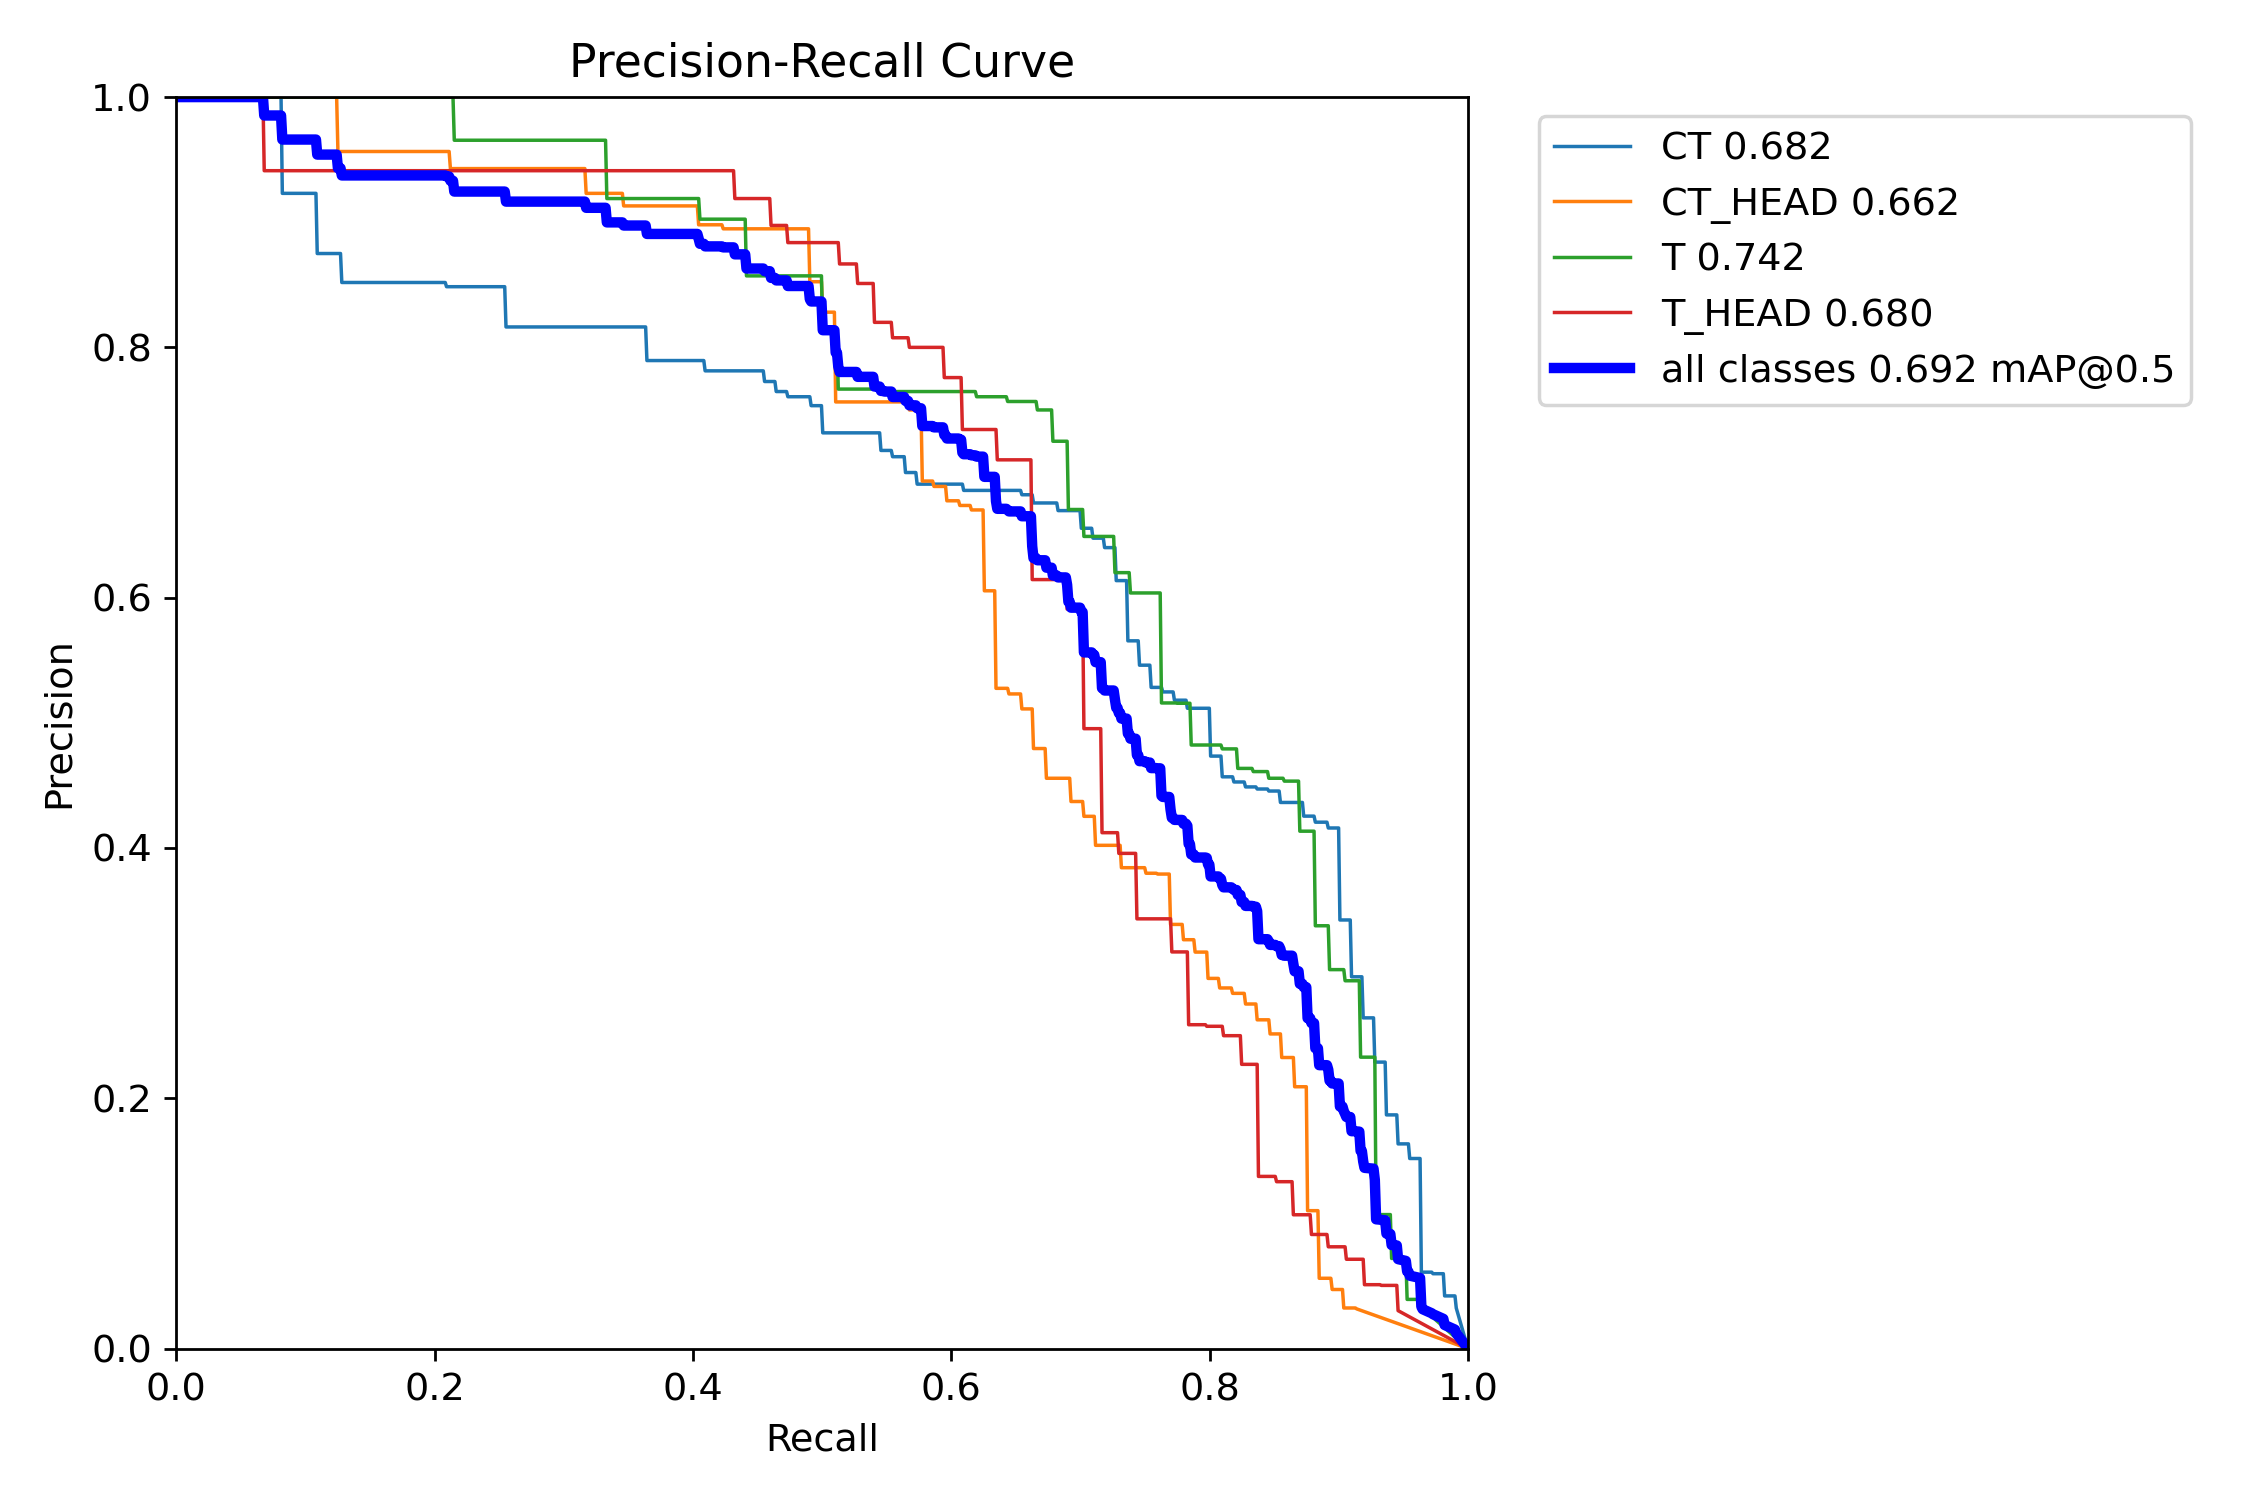 Precision-Recall Curve
1.0
0.8
0.6
0.4
0.2
0.0
Precision
0.0 0.2 0.4 0.6 0.8 1.0
Recall
CT 0.682
CT_HEAD 0.662
T 0.742
T_HEAD 0.680
all classes 0.692 mAP@0.5